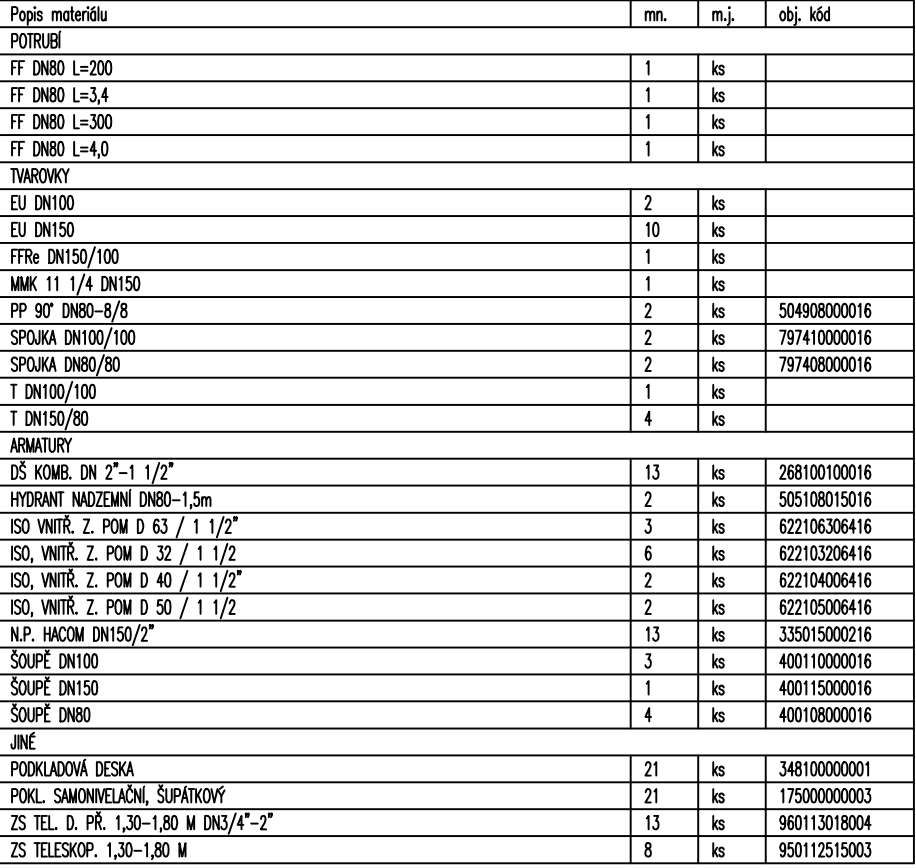 Popis materiálu mn. m.j. obj. kód
POTRUBÍ
FF DN80 L=200 1 ks
FF DN80 L=3,4 1 ks
FF DN80 L=300 1 ks
FF DN80 L=4,0 1 ks
TVAROVKY
EU DN100 2 ks
EU DN150 10 ks
FFRe DN150/100 1 ks
MMK 11 1/4 DN150 1 ks
PP 90° DN80-8/8 2 ks 504908000016
SPOJKA DN100/100 2 ks 797410000016
SPOJKA DN80/80 2 ks 797408000016
T DN100/100 1 ks
T DN150/80 4 ks
ARMATURY
DŠ KOMB. DN 2"-1 1/2" 13 ks 268100100016
HYDRANT NADZEMNÍ DN80-1,5m 2 ks 505108015016
ISO VNITŘ. Z. POM D 63 / 1 1/2" 3 ks 622106306416
ISO, VNITŘ. Z. POM D 32 / 1 1/2 6 ks 622103206416
ISO, VNITŘ. Z. POM D 40 / 1 1/2" 2 ks 622104006416
ISO, VNITŘ. Z. POM D 50 / 1 1/2 2 ks 622105006416
N.P. HACOM DN150/2" 13 ks 335015000216
ŠOUPĚ DN100 3 ks 400110000016
ŠOUPĚ DN150 1 ks 400115000016
ŠOUPĚ DN80 4 ks 400108000016
JINÉ
PODKLADOVÁ DESKA 21 ks 348100000001
POKL. SAMONIVELAČNÍ, ŠUPÁTKOVÝ 21 ks 175000000003
ZS TEL. D. PŘ. 1,30-1,80 M DN3/4"-2" 13 ks 960113018004
ZS TELESKOP. 1,30-1,80 M 8 ks 950112515003